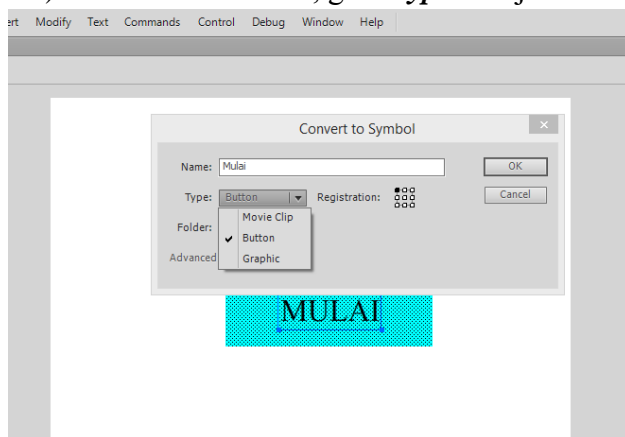 Modify Text Commands Control Debug Window Help
Convert to Symbol
Name: Mulai
OK
Type: Button
Registration:
Cancel
Movie Clip
Folder:
Button
Advanced
Graphic
MULAI